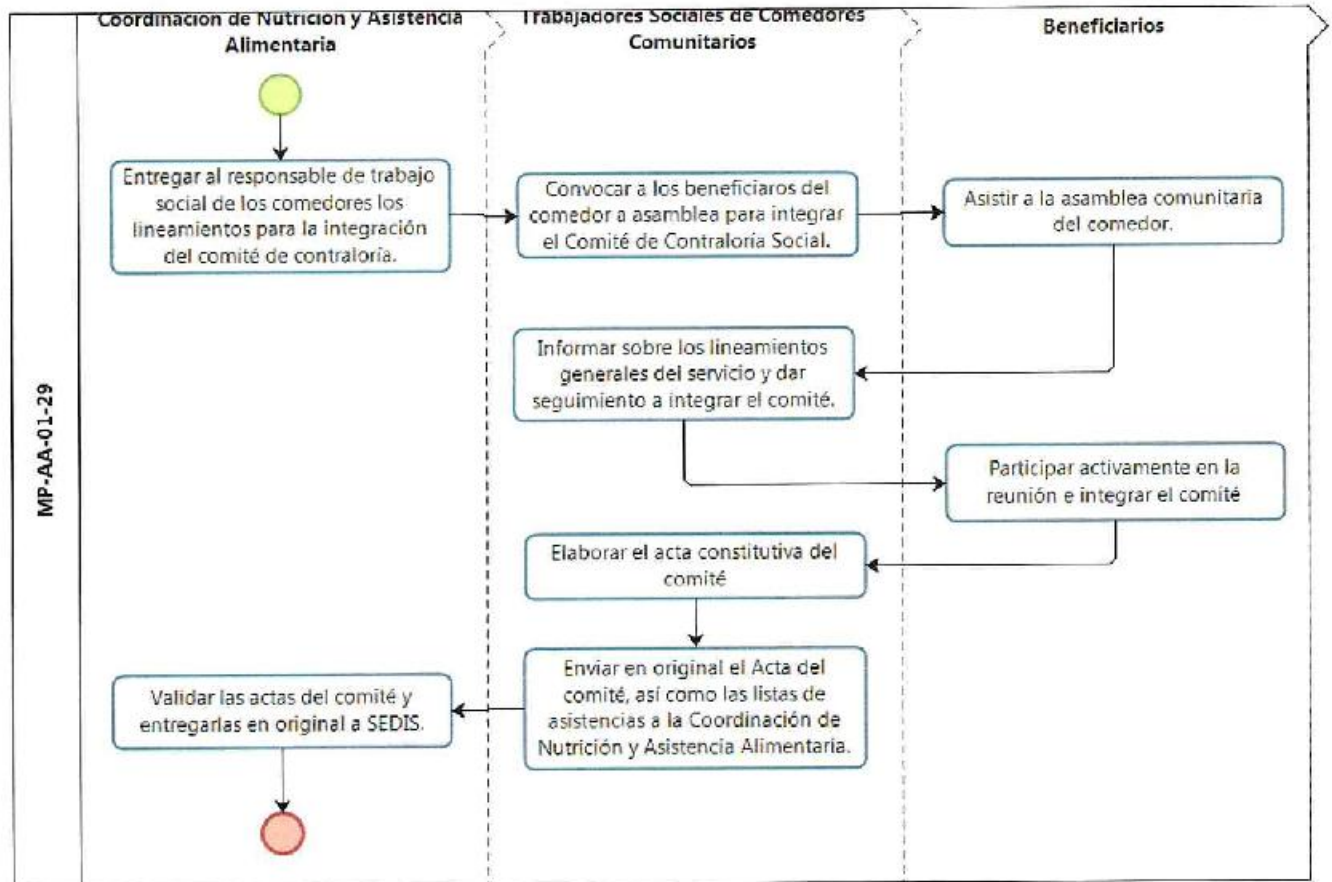 Coordinación de Nutrición y Asistencia
Alimentaria
Trabajadores Sociales de Comedores
Comunitarios
Beneficiarios
MP-AA-01-29
Entregar al responsable de trabajo
social de los comedores los
lineamientos para la integración
del comité de contraloría.
Convocar a los beneficiaros del
comedor a asamblea para integrar
el Comité de Contraloría Social.
Asistir a la asamblea comunitaria
del comedor.
Informar sobre los lineamientos
generales del servicio y dar
seguimiento a integrar el comité.
Participar activamente en la
reunión e integrar el comité
Elaborar el acta constitutiva del
comité
Enviar en original el Acta del
comité, así como las listas de
asistencias a la Coordinación de
Nutrición y Asistencia Alimentaria.
Validar las actas del comité y
entregarlas en original a SEDIS.